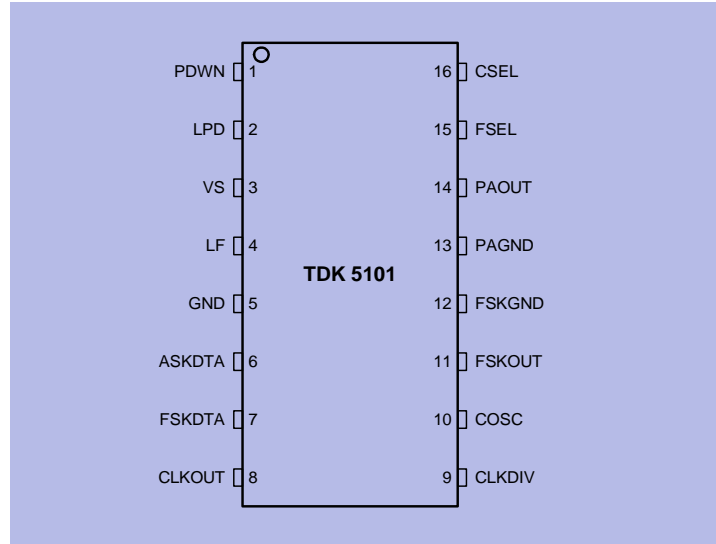 PDWN 1 16 CSEL
LPD 2 15 FSEL
VS 3 14 PAOUT
LF 4 13 PAGND
TDK 5101
GND 5 12 FSKGND
ASKDTA 6 11 FSKOUT
FSKDTA 7 10 COSC
CLKOUT 8 9 CLKDIV